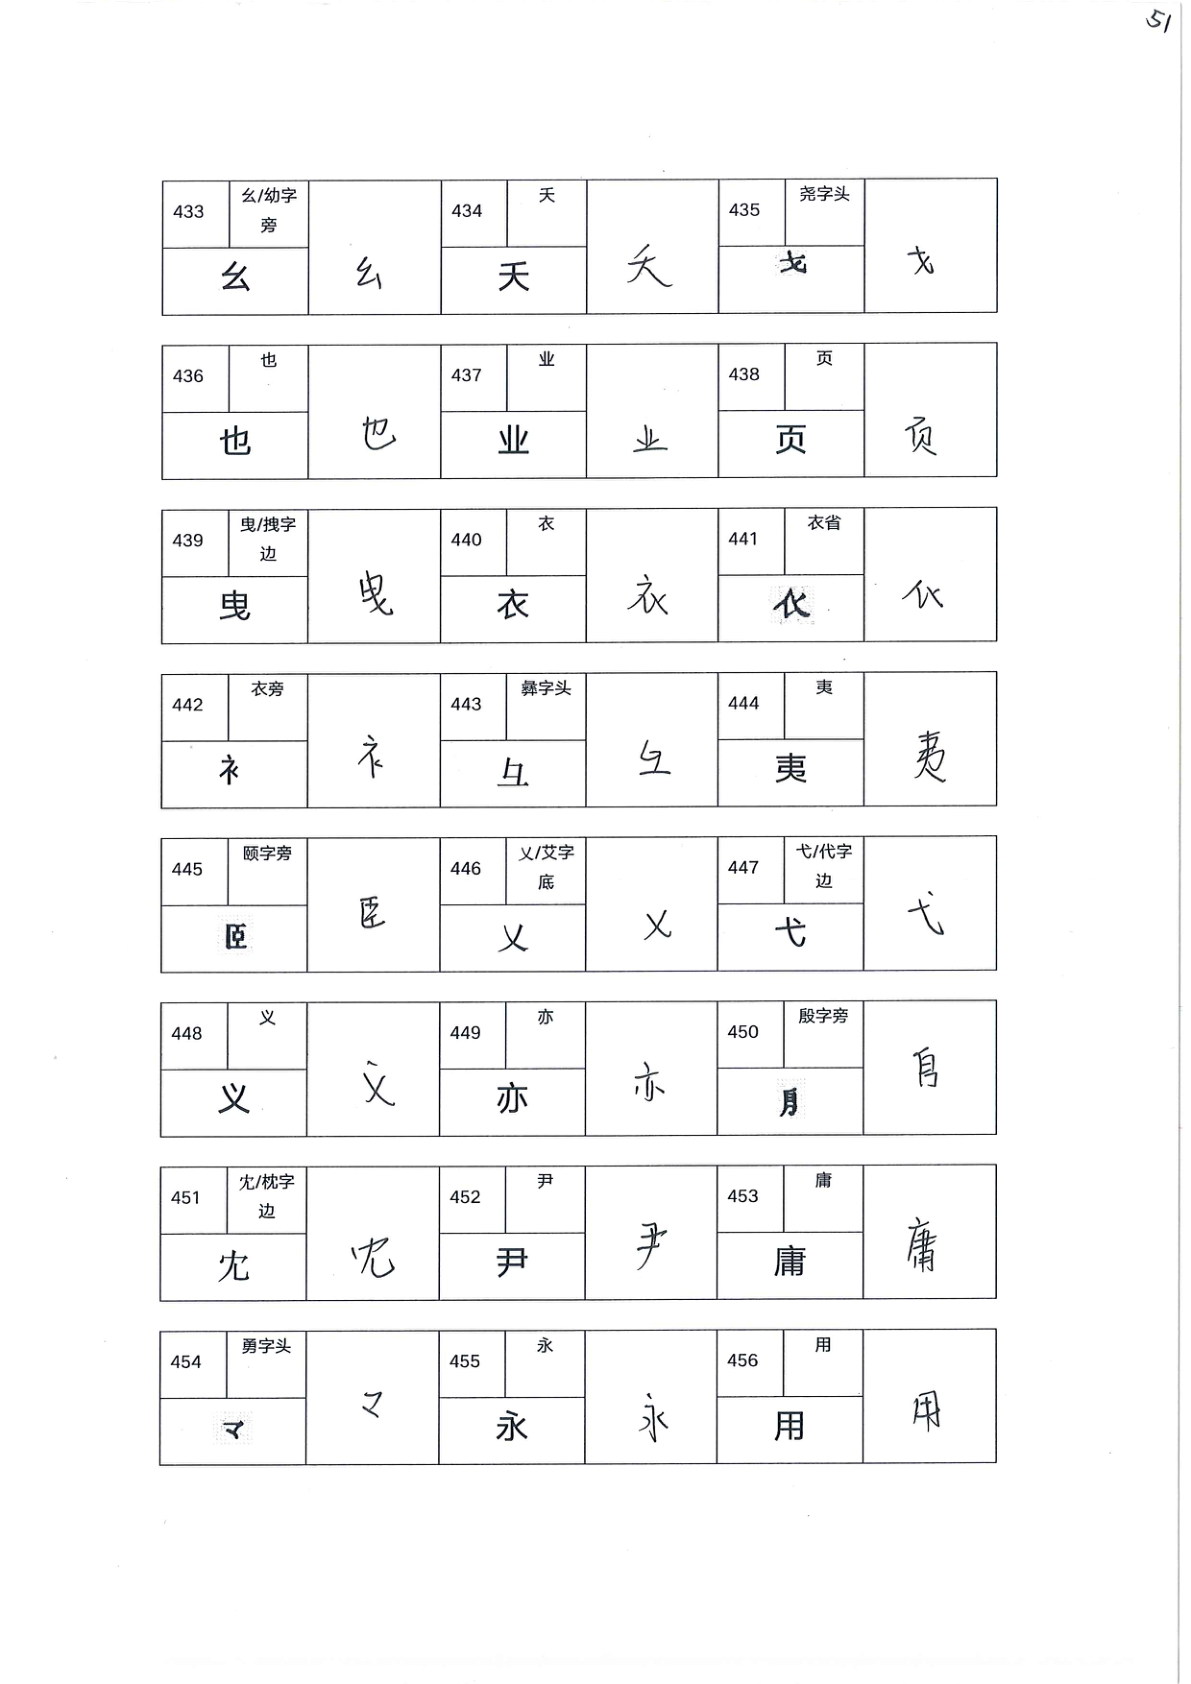 51
433 幺/幼字旁 幺 幺 434 夭 夭 夭 435 尧字头
436 也 也 也 437 业 业 业 438 页 页 页
439 曳/拽字边 曳 曳 440 衣 衣 衣 441 衣省
442 衣旁 衤 衤 443 彝字头 彑 彑 444 夷 夷 夷
445 颐字旁 𦣞 𦣞 446 乂/艾字底 乂 乂 447 弋/代字边 弋 弋
448 义 义 义 449 亦 亦 亦 450 殷字旁
451 冘/枕字边 冘 冘 452 尹 尹 尹 453 庸 庸 庸
454 勇字头 龴 龴 455 永 永 永 456 用 用 用